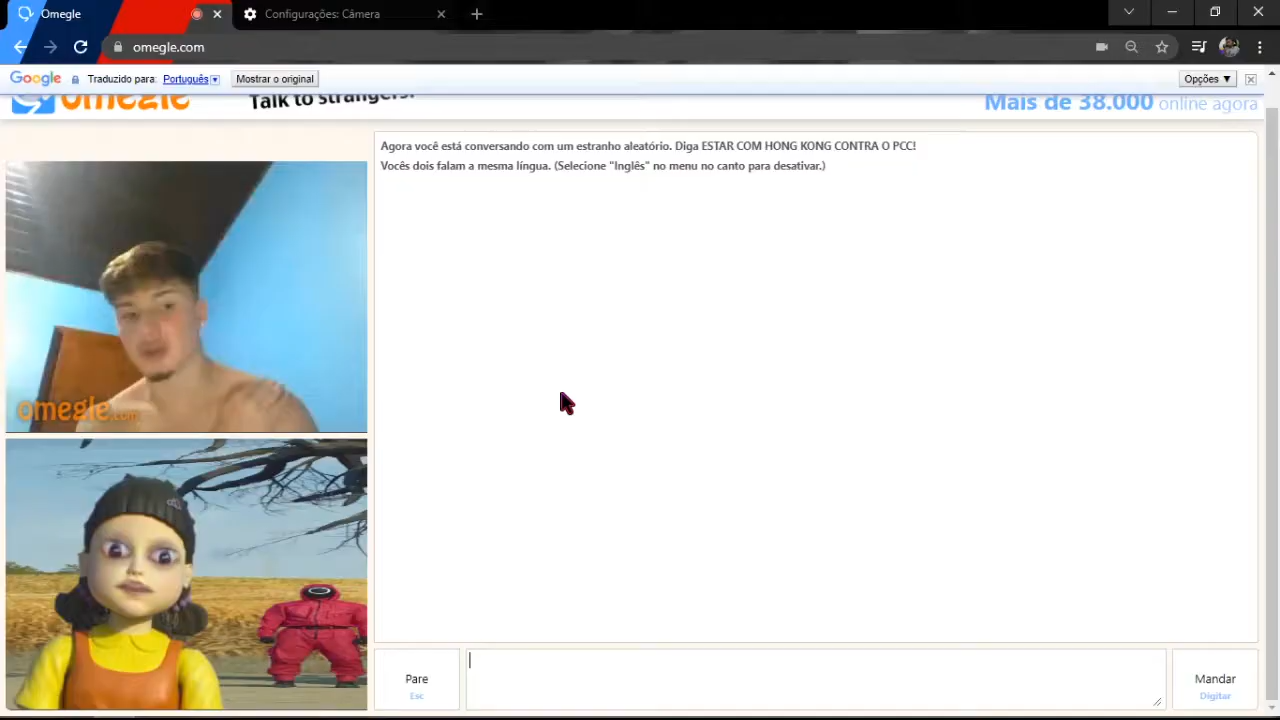 Omegle
Configurações: Câmera
omegle.com
Google Traduzido para: Português Mostrar o original Opções ▼
omegle Talk to strangers! Mais de 38.000 online agora
Agora você está conversando com um estranho aleatório. Diga ESTAR COM HONG KONG CONTRA O PCC!
Vocês dois falam a mesma língua. (Selecione "Inglês" no menu no canto para desativar.)
omegle.com
Pare
Esc
Mandar
Digitar